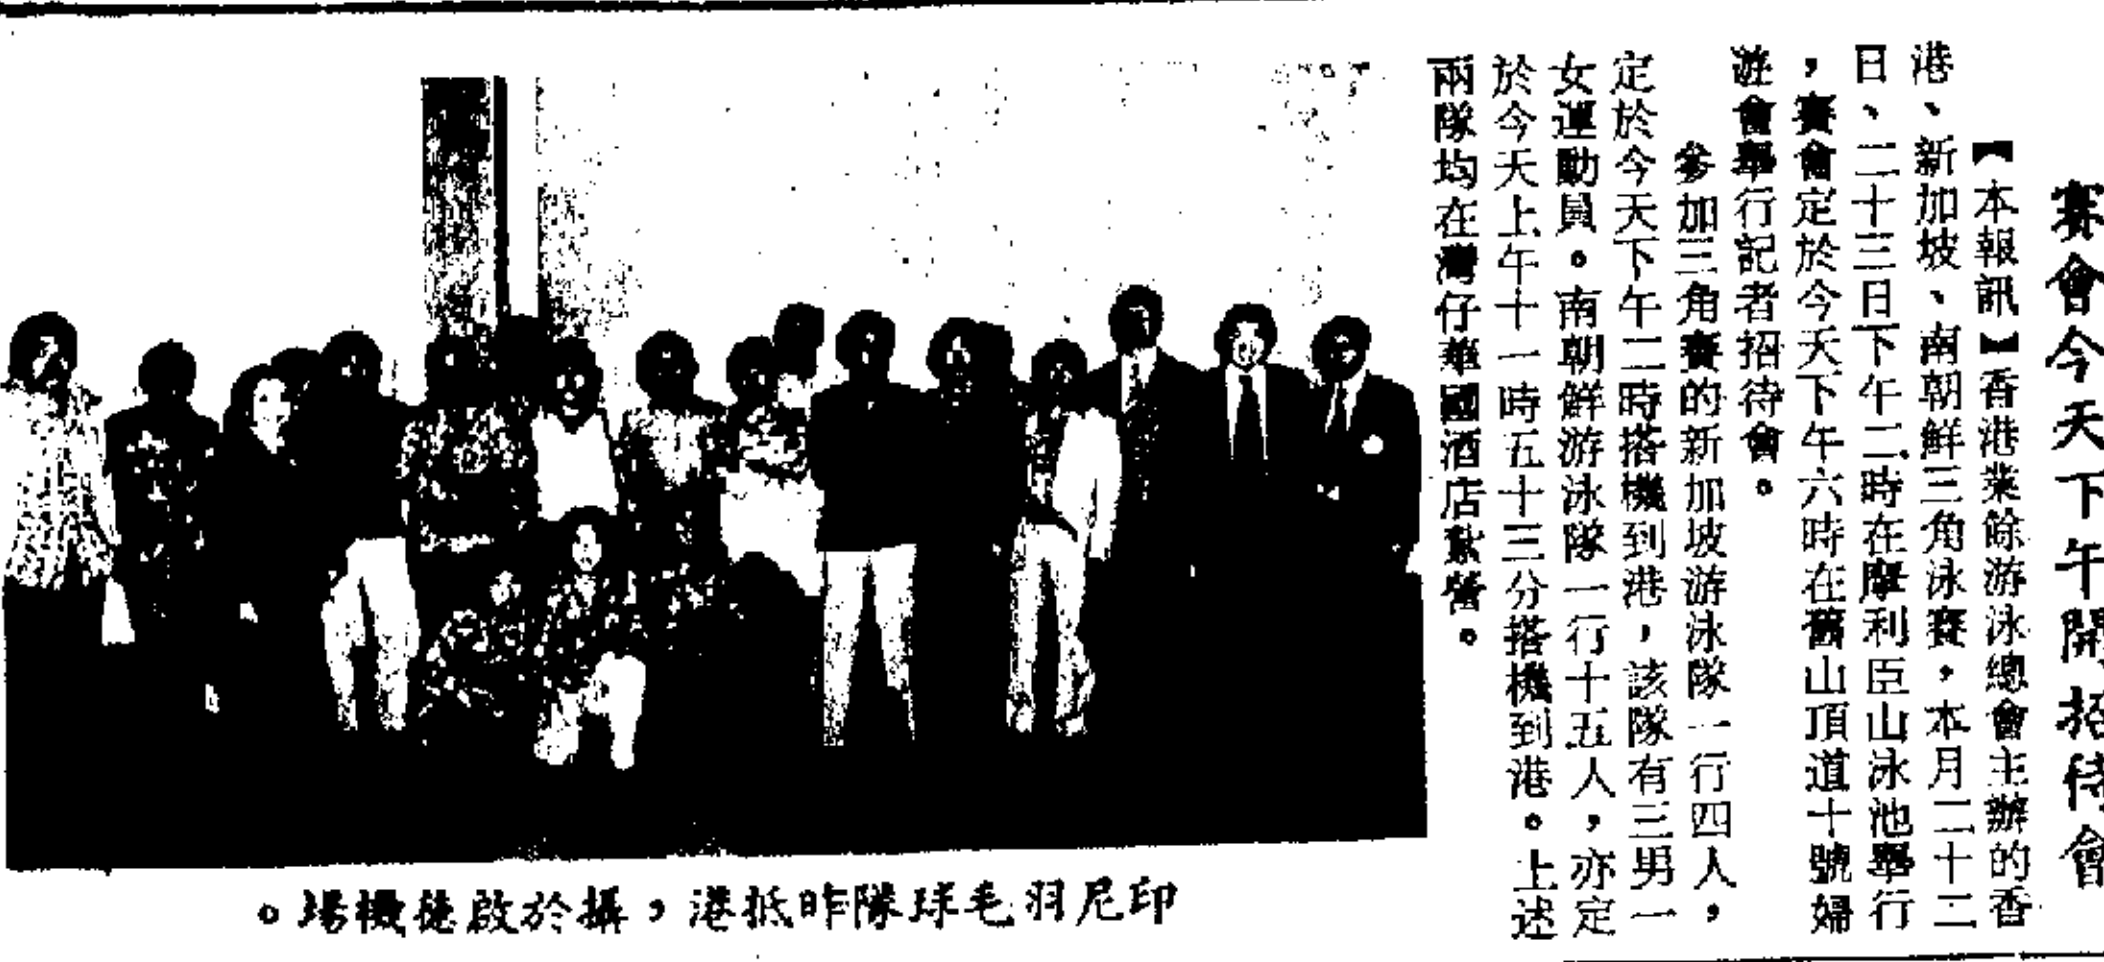 賽會今天下午開招待會
【本報訊】香港業餘游泳總會主辦的香
港、新加坡、南朝鮮三角泳賽，本月二十二
日、二十三日下午二時在摩利臣山泳池舉行
，賽會定於今天下午六時在舊山頂道十號婦
遊會舉行記者招待會。
參加三角賽的新加坡游泳隊一行四人，
定於今天下午二時搭機到港，該隊有三男一
女運動員。南朝鮮游泳隊一行十五人，亦定
於今天上午十一時五十三分搭機到港。上述
兩隊均在灣仔華國酒店紮營。
印尼羽毛球隊昨抵港，攝於啟德機場。